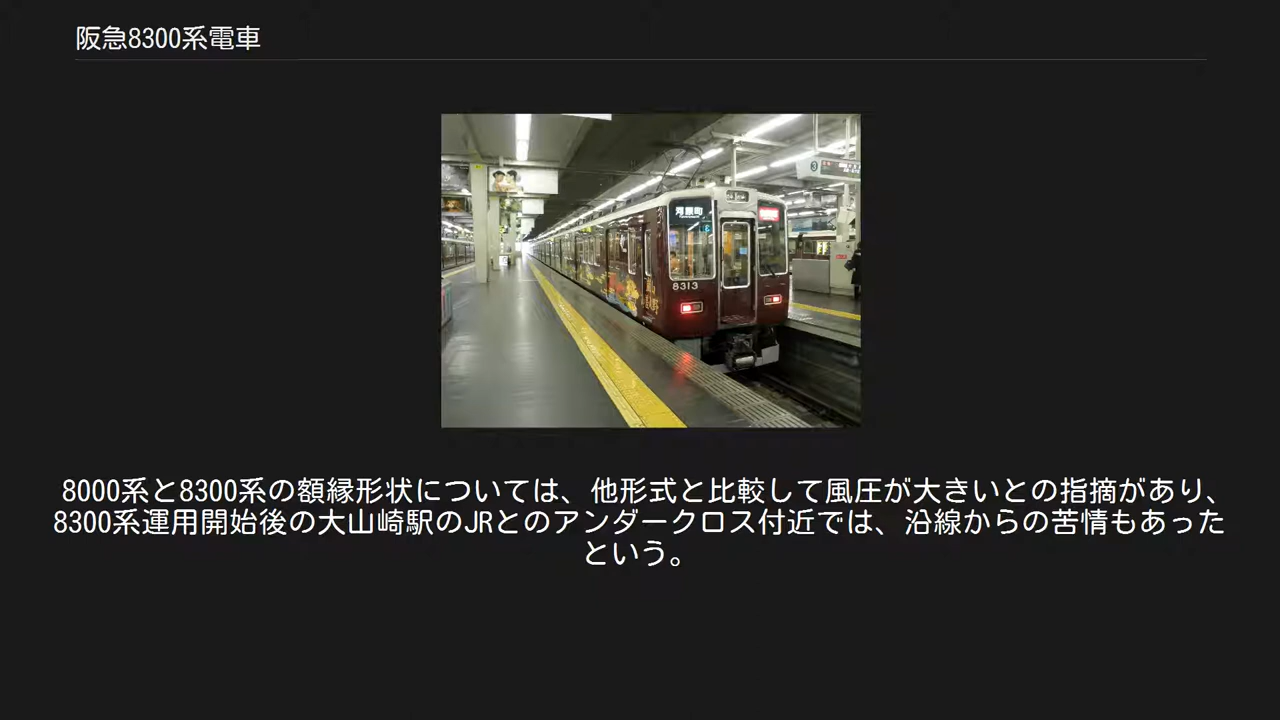 阪急8300系電車
河原町
8313
3
8000系と8300系の額縁形状については、他形式と比較して風圧が大きいとの指摘があり、
8300系運用開始後の大山崎駅のJRとのアンダークロス付近では、沿線からの苦情もあった
という。